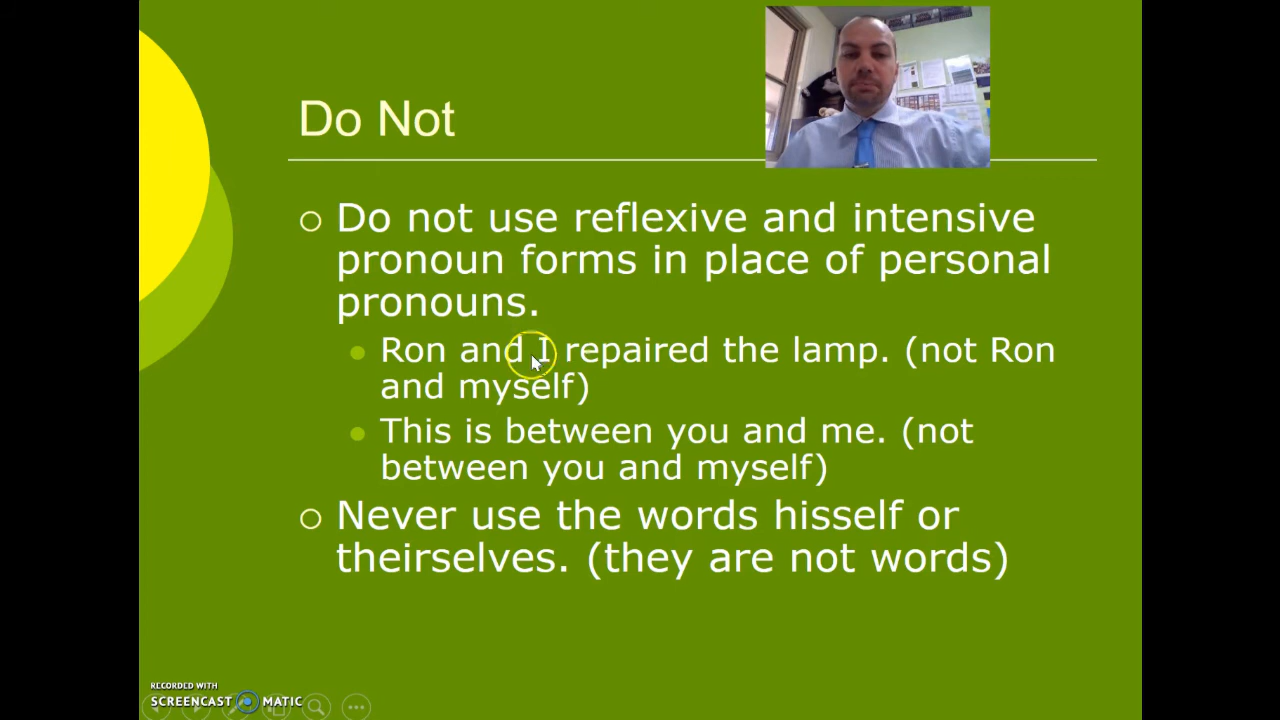 Do Not
Do not use reflexive and intensive
pronoun forms in place of personal
pronouns.
Ron and I repaired the lamp. (not Ron
and myself)
This is between you and me. (not
between you and myself)
Never use the words hisself or
theirselves. (they are not words)
RECORDED WITH
SCREENCAST MATIC